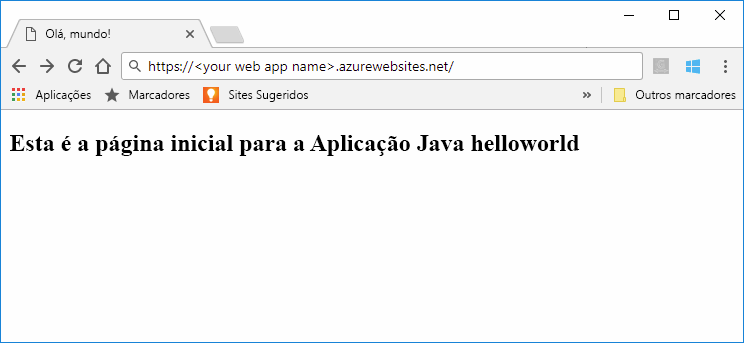 Olá, mundo!
https://<your web app name>.azurewebsites.net/
Aplicações Marcadores Sites Sugeridos » Outros marcadores
Esta é a página inicial para a Aplicação Java helloworld